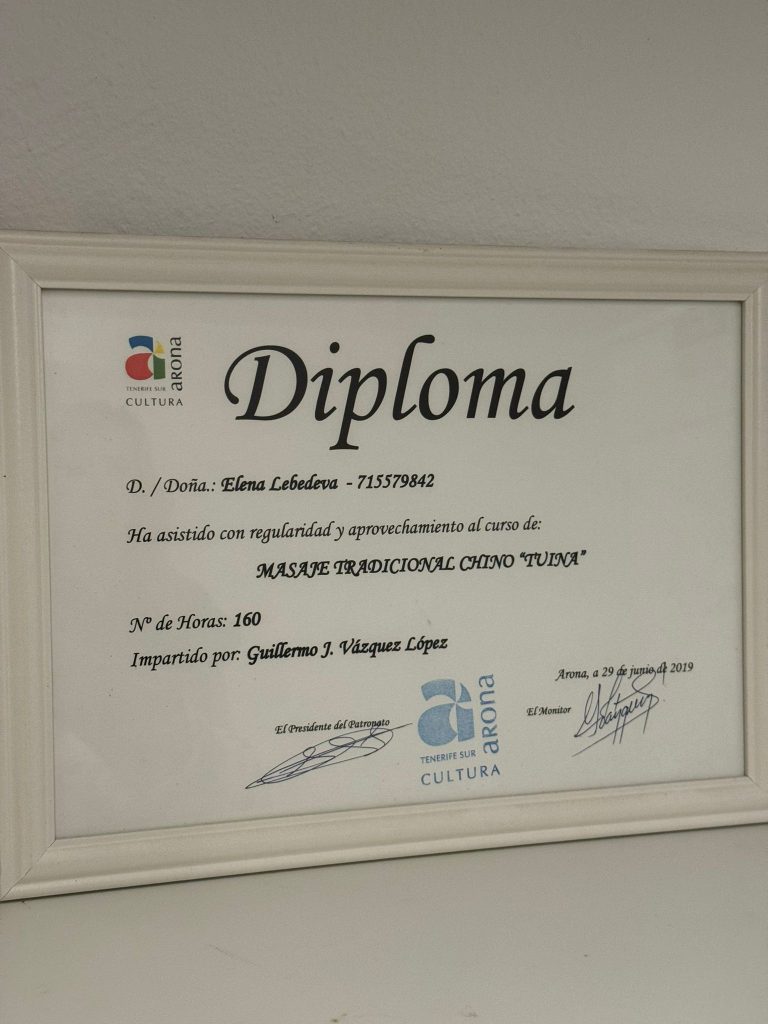 arona
TENERIFE SUR
CULTURA
Diploma
D. / Doña.: Elena Lebedeva - 715579842
Ha asistido con regularidad y aprovechamiento al curso de:
MASAJE TRADICIONAL CHINO “TUINA”
Nº de Horas: 160
Impartido por: Guillermo J. Vázquez López
Arona, a 29 de junio de 2019
El Presidente del Patronato
El Monitor
arona
TENERIFE SUR
CULTURA